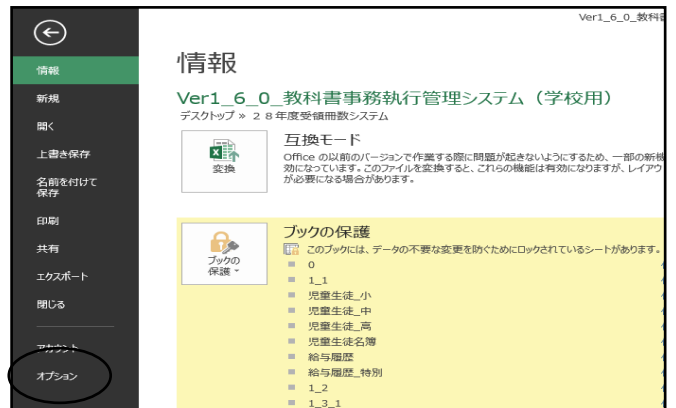 Ver1_6_0_教科
情報
新規
開く
上書き保存
名前を付けて
保存
印刷
共有
エクスポート
閉じる
アカウント
オプション
情報
Ver1_6_0_教科書事務執行管理システム（学校用）
デスクトップ » ２８年度受領冊数システム
変換
互換モード
Office の以前のバージョンで作業する際に問題が起きないようにするため、一部の新機
効になっています。このファイルを変換すると、これらの機能は有効になりますが、レイアウ
が必要になる場合があります。
ブックの
保護
ブックの保護
このブックには、データの不要な変更を防ぐためにロックされているシートがあります。
0
1_1
児童生徒_小
児童生徒_中
児童生徒_高
児童生徒名簿
給与履歴
給与履歴_特別
1_2
1_3_1